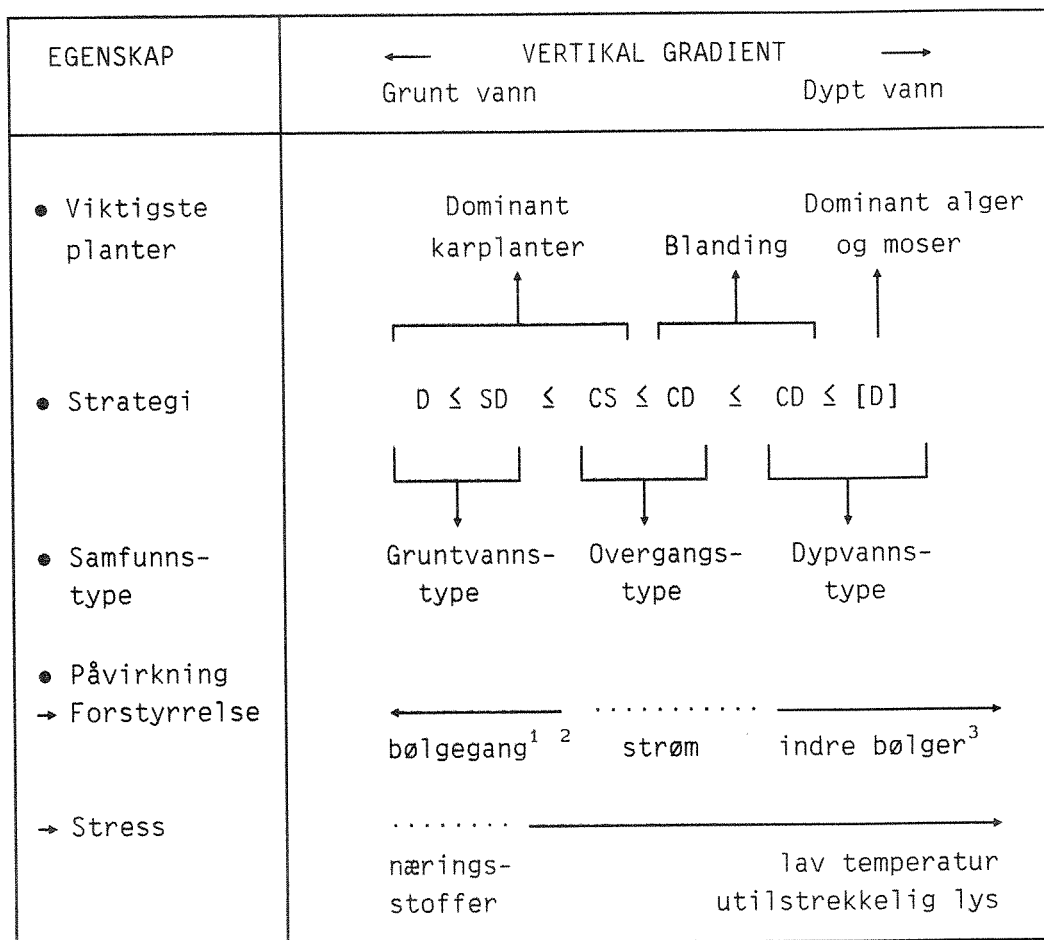 EGENSKAP
← VERTIKAL GRADIENT →
Grunt vann Dypt vann
• Viktigste planter
Dominant karplanter
Blanding
Dominant alger og moser
• Strategi
D ≤ SD ≤ CS ≤ CD ≤ CD ≤ [D]
• Samfunns-
type
Gruntvanns-
type
Overgangs-
type
Dypvanns-
type
• Påvirkning
→ Forstyrrelse
bølgegang¹ ² strøm indre bølger³
→ Stress
nærings-
stoffer
lav temperatur
utilstrekkelig lys